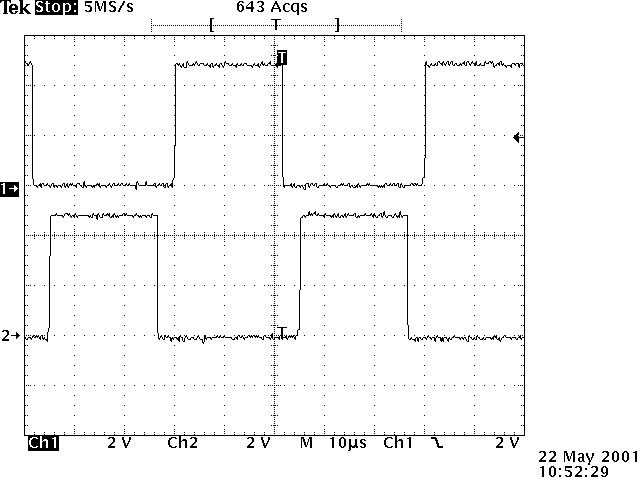 Tek Stop: 5MS/s 643 Acqs
[ T ]
T
1→
2→
T
Ch1 2 V Ch2 2 V M 10µs Ch1 2 V
22 May 2001
10:52:29